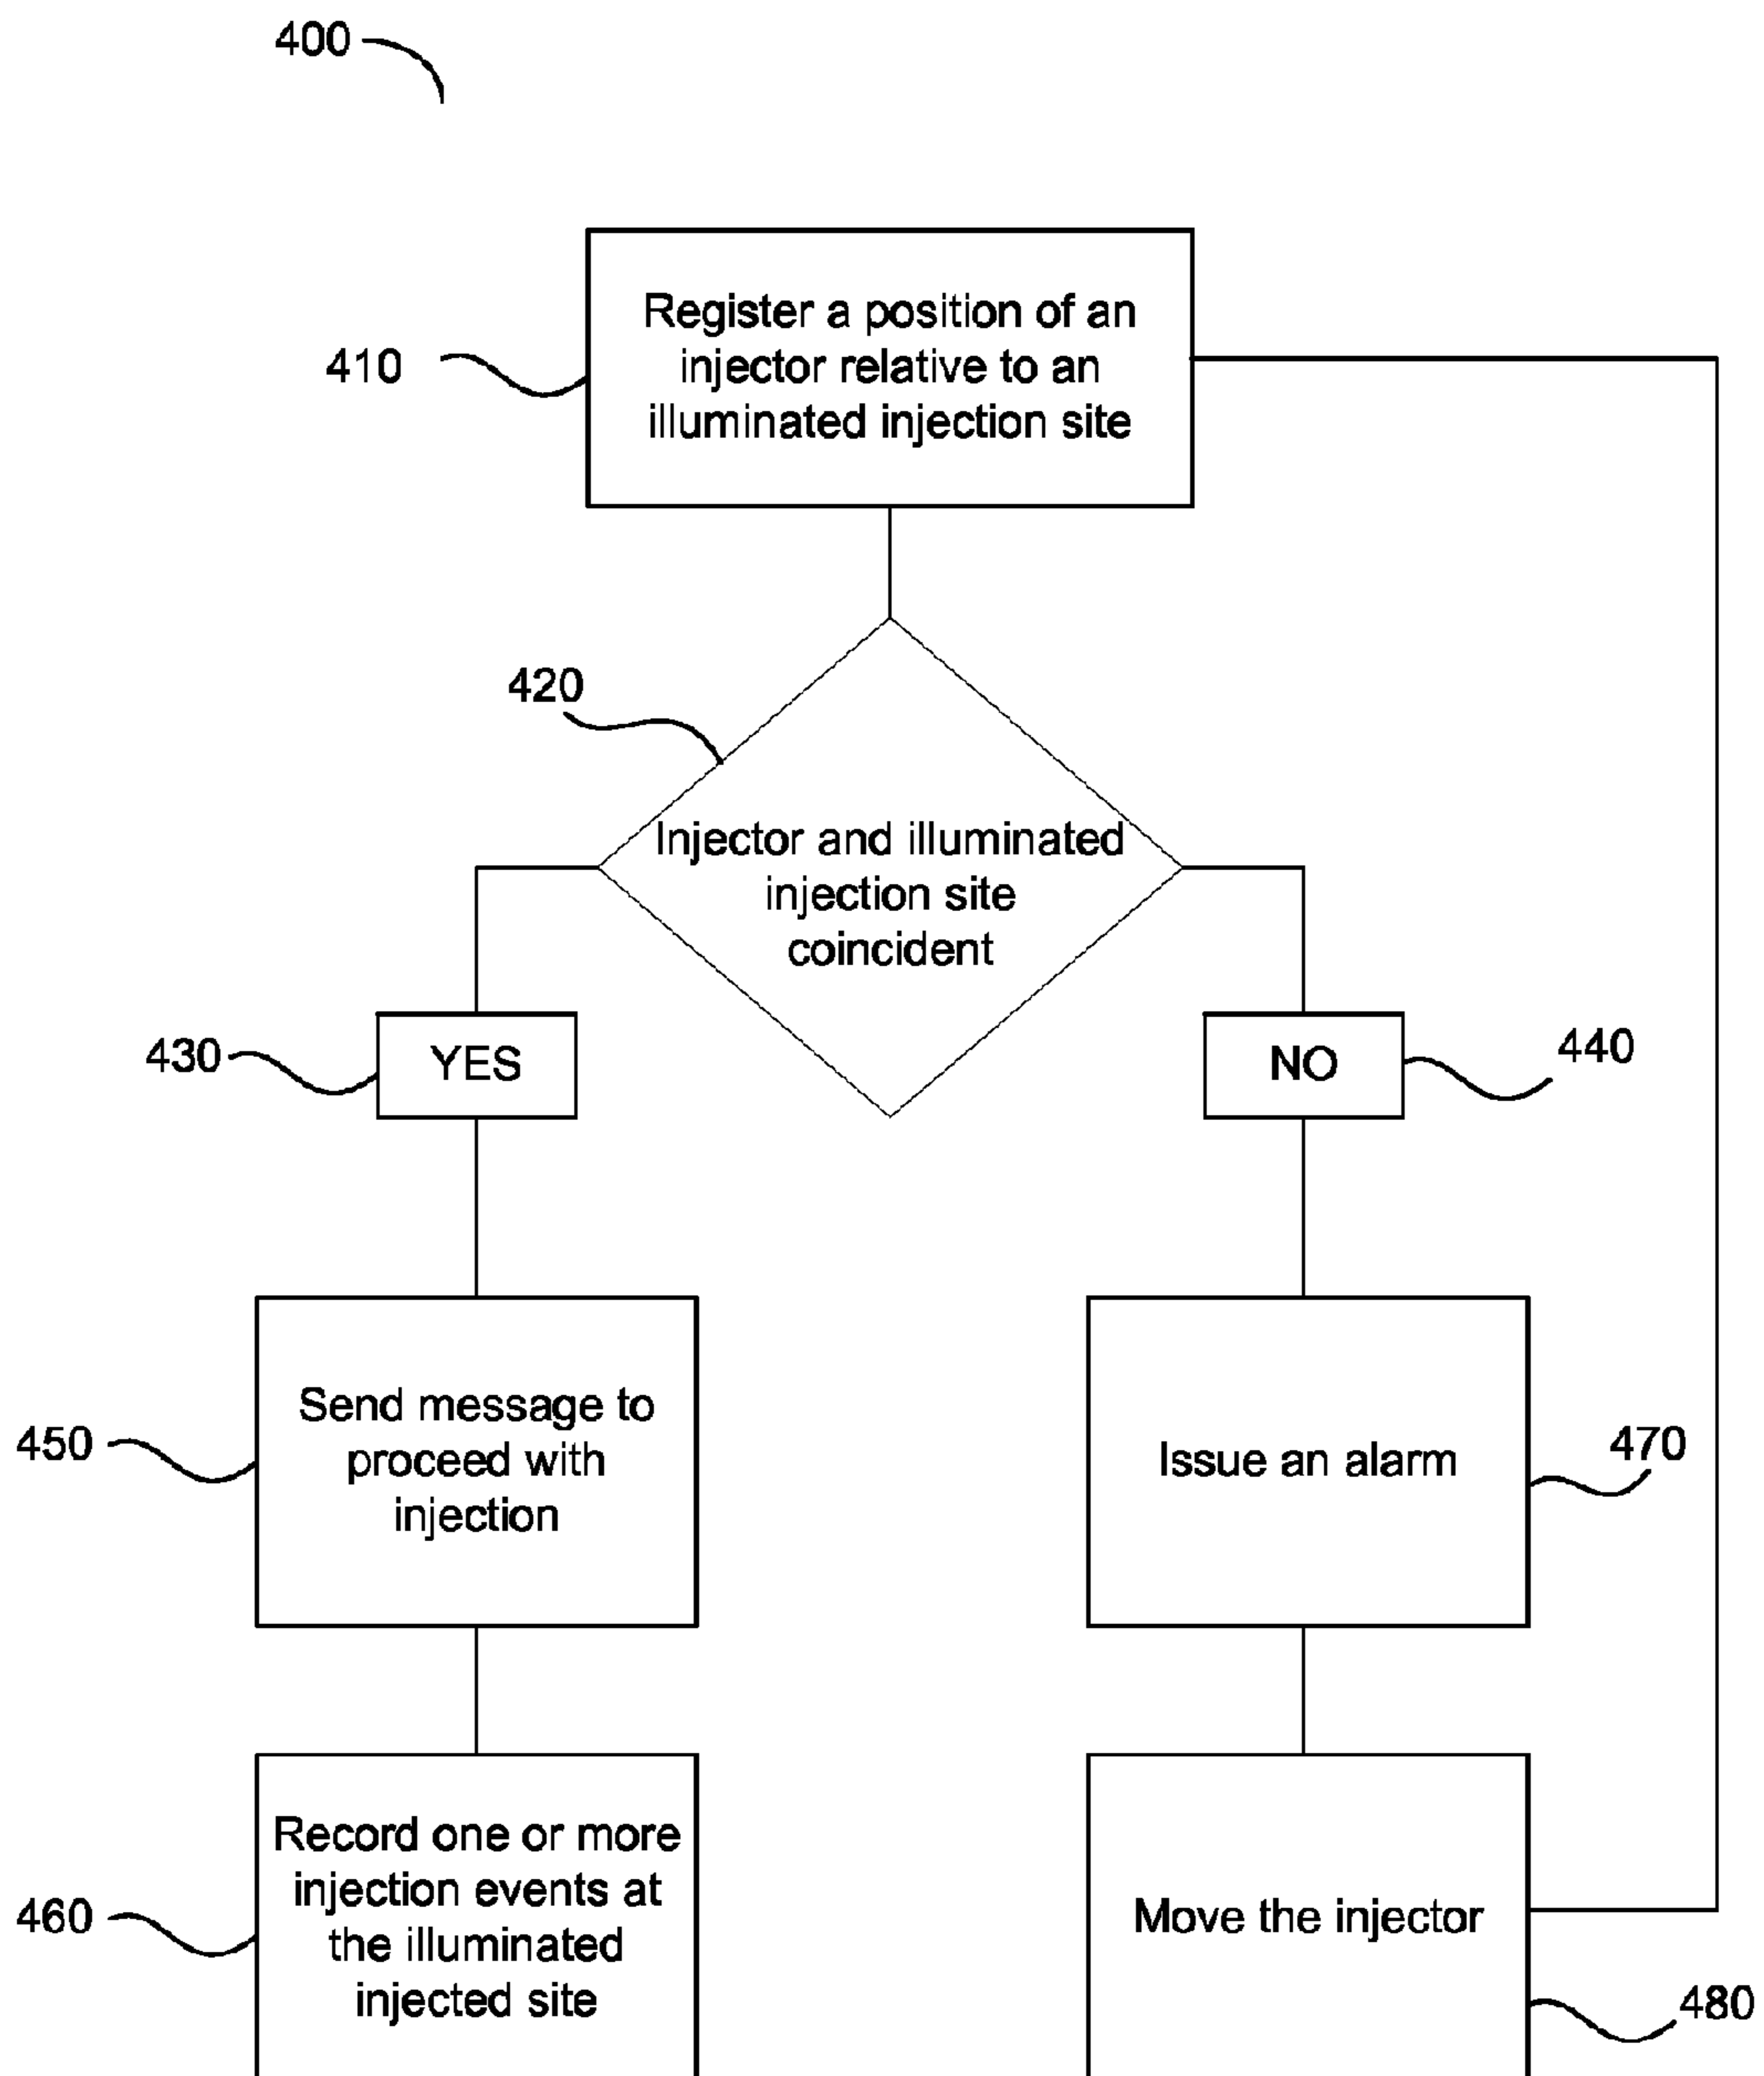 400
410
Register a position of an
injector relative to an
illuminated injection site
420
Injector and illuminated
injection site
coincident
430
YES
NO
440
450
Send message to
proceed with
injection
Issue an alarm
470
460
Record one or more
injection events at
the illuminated
injected site
Move the injector
480